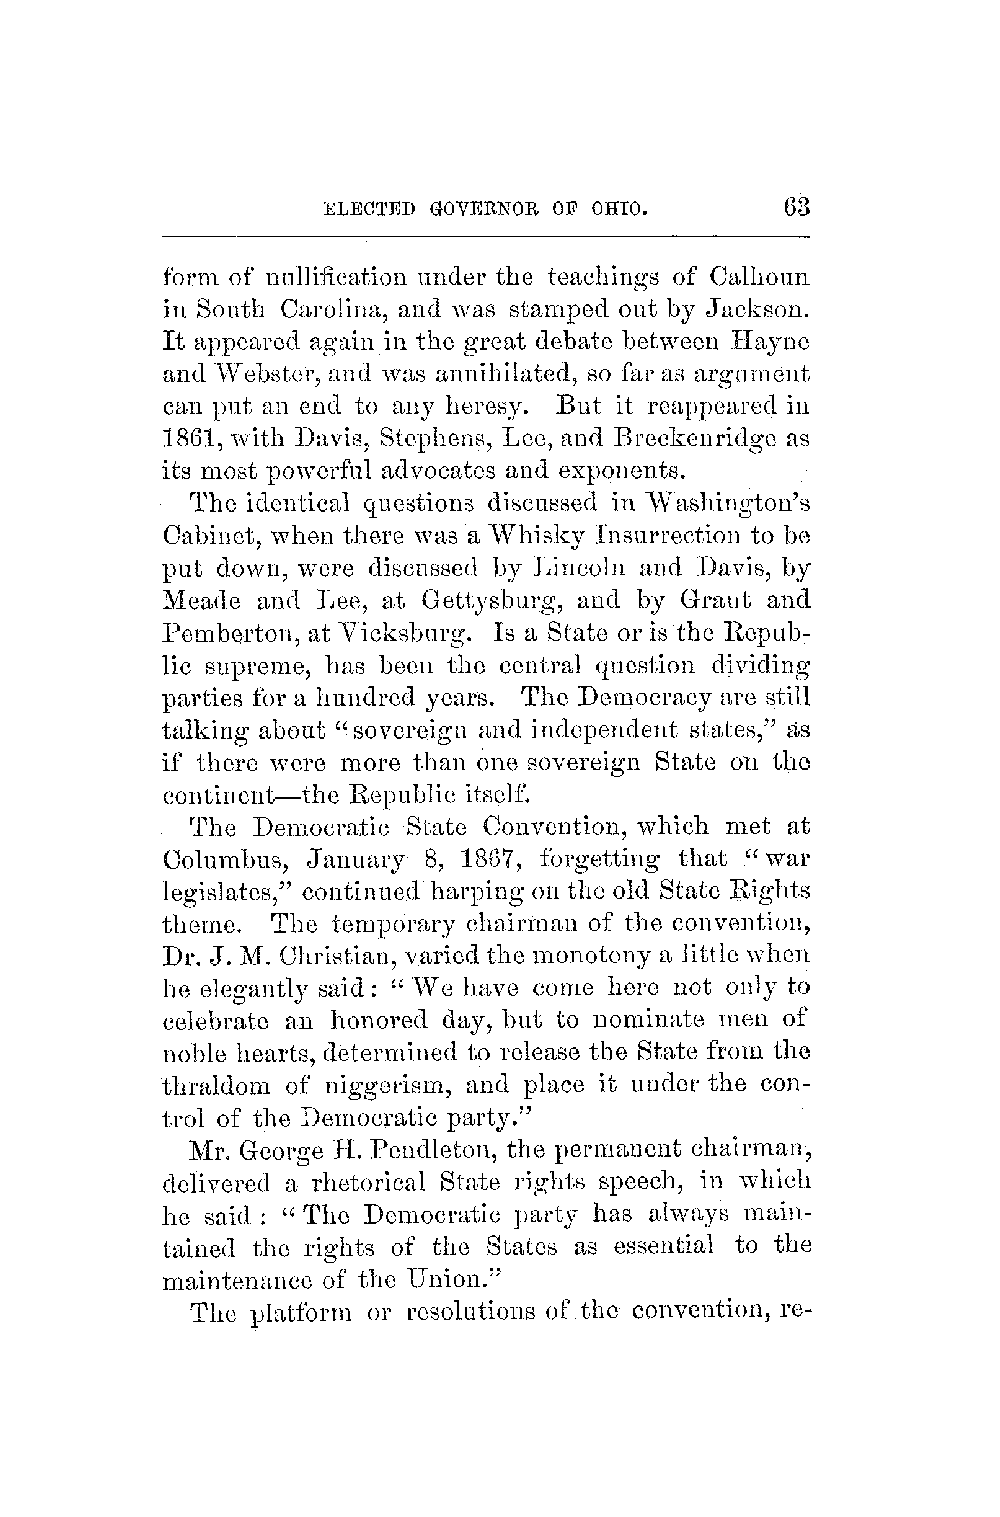 ELECTED GOVERNOR OF OHIO. 63
form of nullification under the teachings of Calhoun
in South Carolina, and was stamped out by Jackson.
It appeared again in the great debate between Hayne
and Webster, and was annihilated, so far as argument
can put an end to any heresy. But it reappeared in
1861, with Davis, Stephens, Lee, and Breckenridge as
its most powerful advocates and exponents.
The identical questions discussed in Washington's
Cabinet, when there was a Whisky Insurrection to be
put down, were discussed by Lincoln and Davis, by
Meade and Lee, at Gettysburg, and by Grant and
Pemberton, at Vicksburg. Is a State or is the Repub-
lic supreme, has been the central question dividing
parties for a hundred years. The Democracy are still
talking about "sovereign and independent states," as
if there were more than one sovereign State on the
continent—the Republic itself.
The Democratic State Convention, which met at
Columbus, January 8, 1867, forgetting that "war
legislates," continued harping on the old State Rights
theme. The temporary chairman of the convention,
Dr. J. M. Christian, varied the monotony a little when
he elegantly said: "We have come here not only to
celebrate an honored day, but to nominate men of
noble hearts, determined to release the State from the
thraldom of niggerism, and place it under the con-
trol of the Democratic party."
Mr. George H. Pendleton, the permanent chairman,
delivered a rhetorical State rights speech, in which
he said: "The Democratic party has always main-
tained the rights of the States as essential to the
maintenance of the Union."
The platform or resolutions of the convention, re-